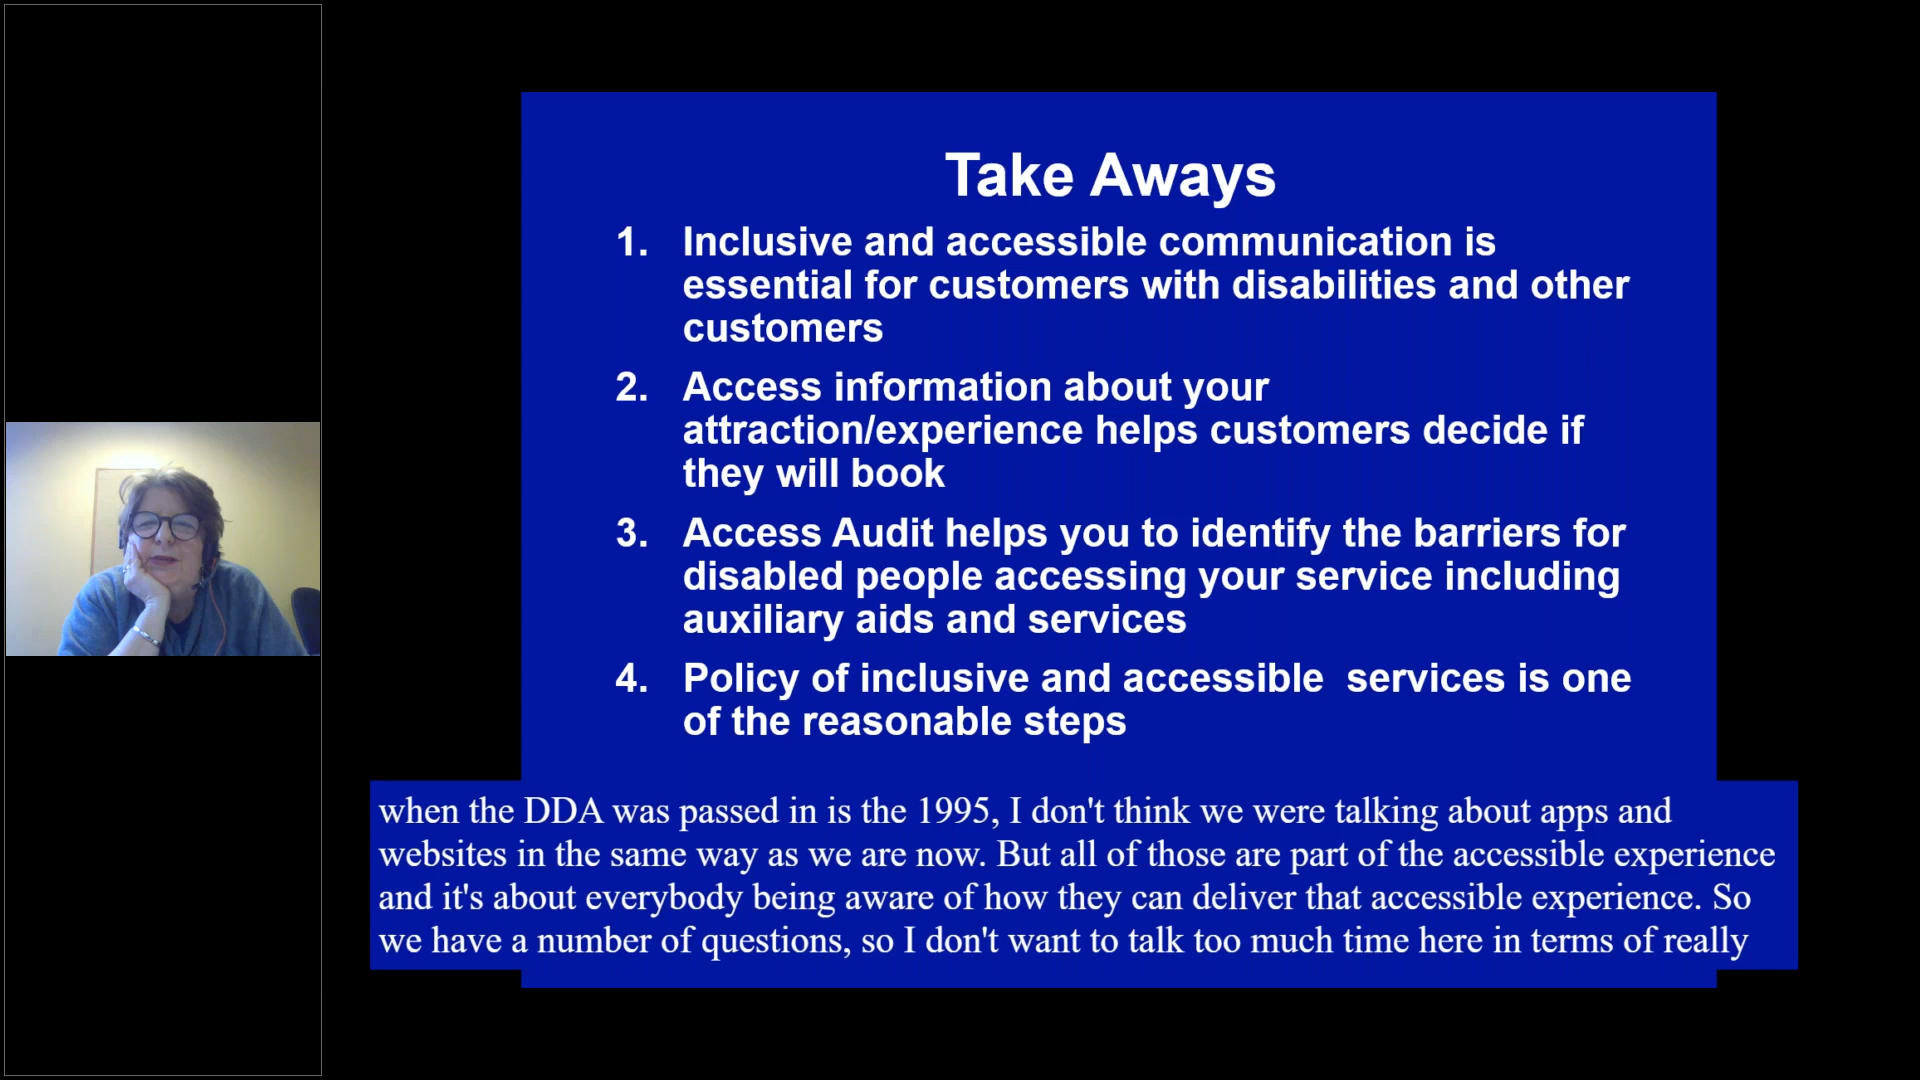 Take Aways
1. Inclusive and accessible communication is
essential for customers with disabilities and other
customers
2. Access information about your
attraction/experience helps customers decide if
they will book
3. Access Audit helps you to identify the barriers for
disabled people accessing your service including
auxiliary aids and services
4. Policy of inclusive and accessible  services is one
of the reasonable steps
when the DDA was passed in is the 1995, I don't think we were talking about apps and
websites in the same way as we are now. But all of those are part of the accessible experience
and it's about everybody being aware of how they can deliver that accessible experience. So
we have a number of questions, so I don't want to talk too much time here in terms of really